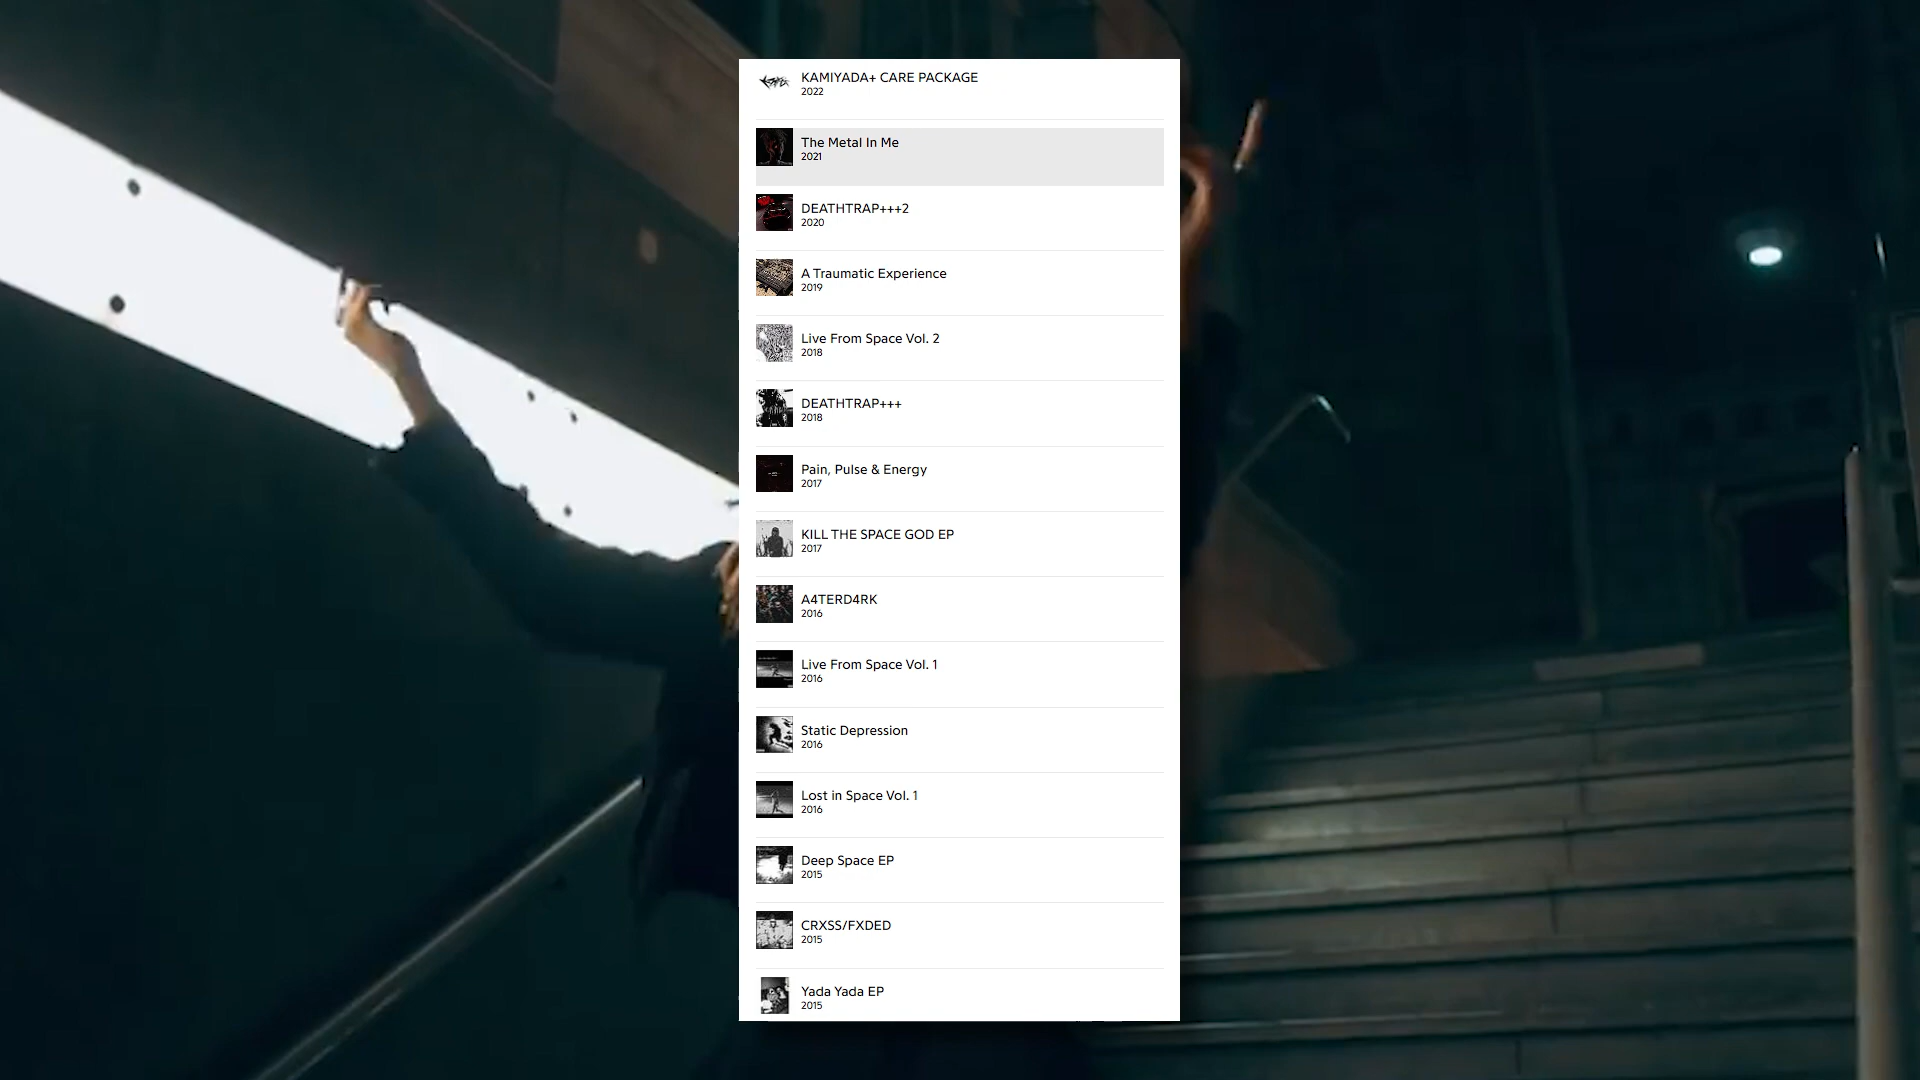 KAMIYADA+ CARE PACKAGE
2022
The Metal In Me
2021
DEATHTRAP+++2
2020
A Traumatic Experience
2019
Live From Space Vol. 2
2018
DEATHTRAP+++
2018
Pain, Pulse & Energy
2017
KILL THE SPACE GOD EP
2017
A4TERD4RK
2016
Live From Space Vol. 1
2016
Static Depression
2016
Lost in Space Vol. 1
2016
Deep Space EP
2015
CRXSS/FXDED
2015
Yada Yada EP
2015